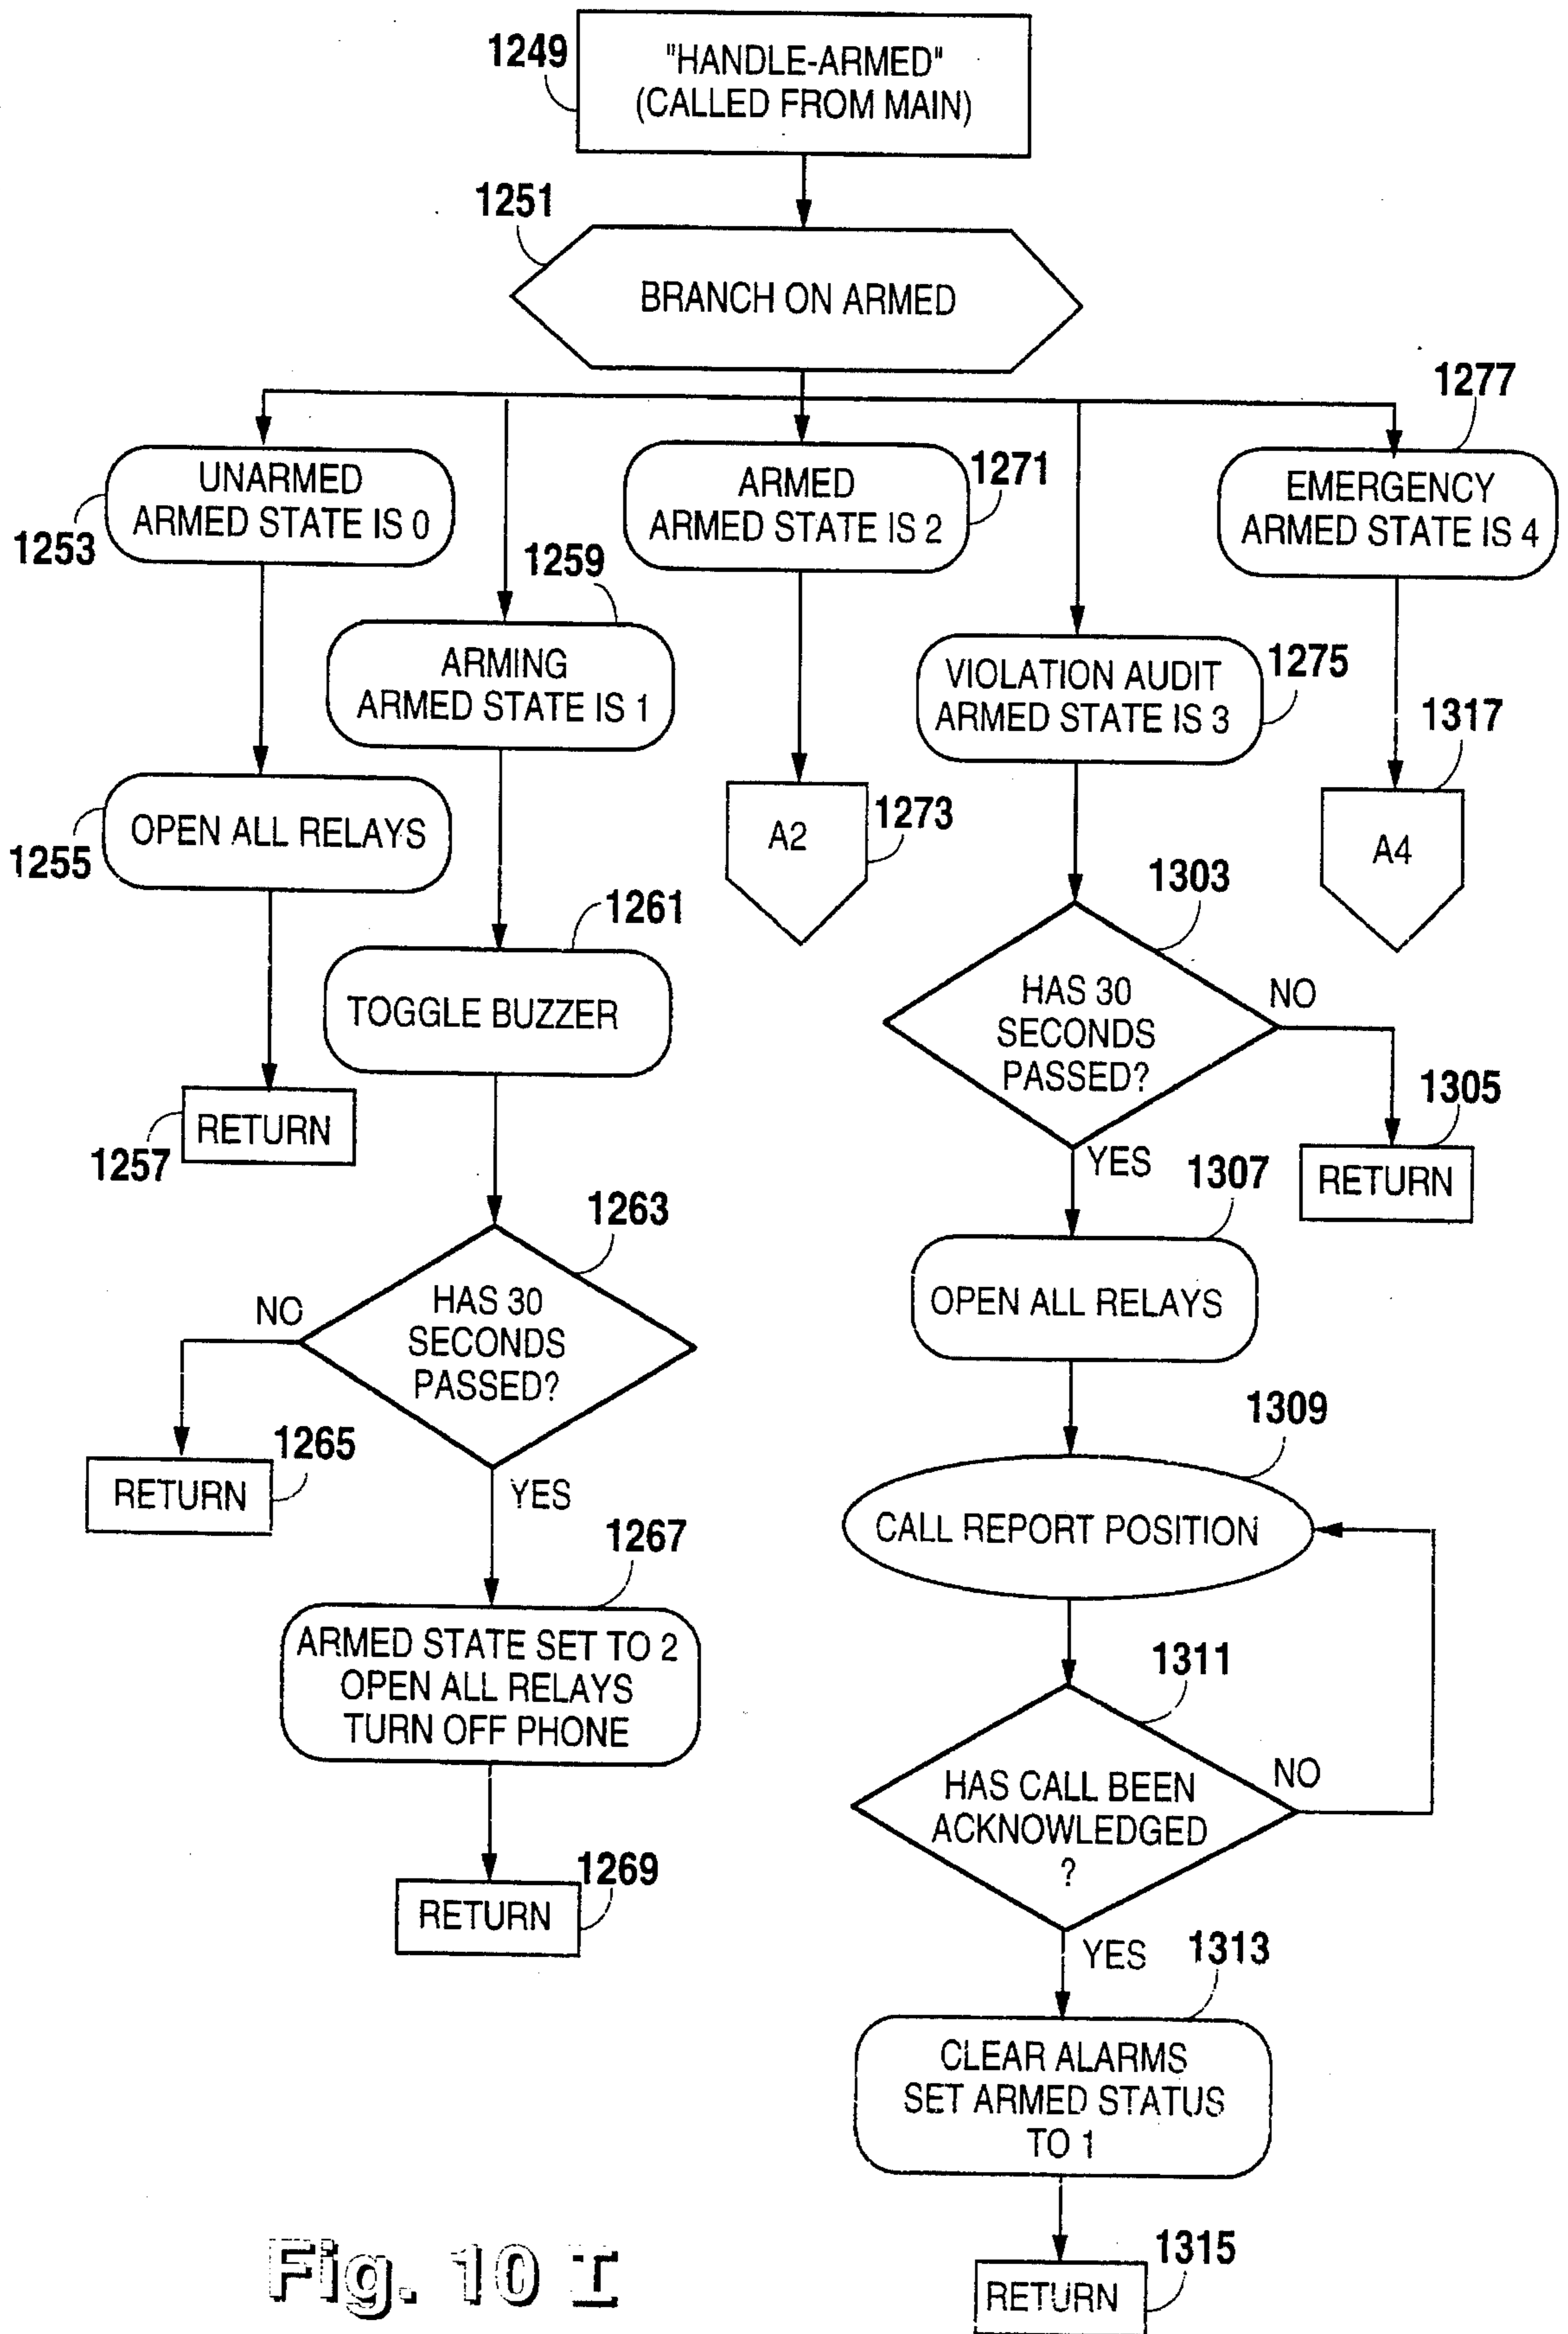 1249
"HANDLE-ARMED"
(CALLED FROM MAIN)
1251
BRANCH ON ARMED
1277
UNARMED
ARMED STATE IS 0
1253
ARMED
ARMED STATE IS 2
1271
EMERGENCY
ARMED STATE IS 4
1259
ARMING
ARMED STATE IS 1
VIOLATION AUDIT
ARMED STATE IS 3
1275
1317
OPEN ALL RELAYS
1255
A2
1273
A4
1303
1261
TOGGLE BUZZER
HAS 30
SECONDS
PASSED?
NO
YES
1305
RETURN
RETURN
1257
1307
OPEN ALL RELAYS
1263
HAS 30
SECONDS
PASSED?
NO
YES
1265
RETURN
1309
CALL REPORT POSITION
1267
ARMED STATE SET TO 2
OPEN ALL RELAYS
TURN OFF PHONE
1311
HAS CALL BEEN
ACKNOWLEDGED
?
NO
YES
1269
RETURN
1313
CLEAR ALARMS
SET ARMED STATUS
TO 1
1315
RETURN
Fig. 10 I